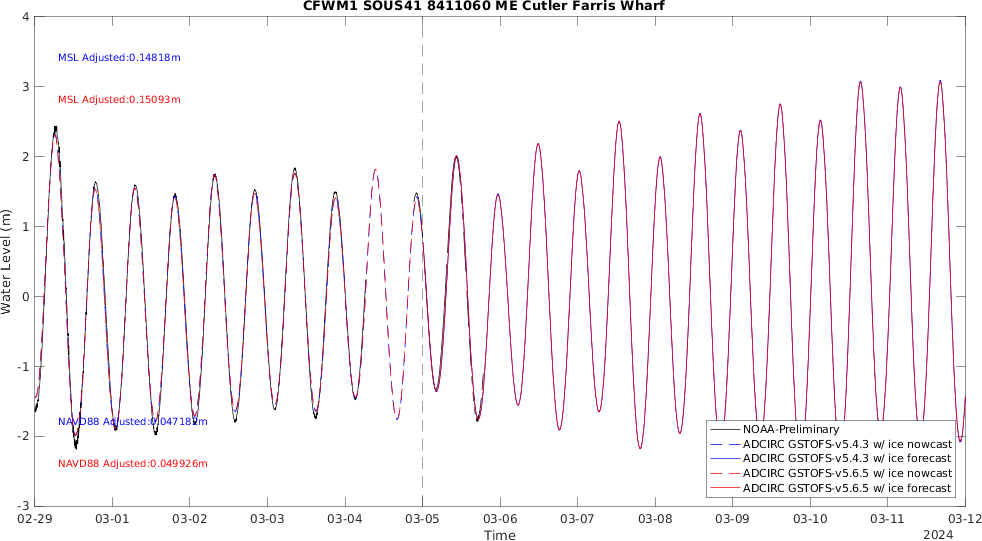 CFWM1 SOUS41 8411060 ME Cutler Farris Wharf
4
3
2
1
0
-1
-2
-3
Water Level (m)
MSL Adjusted:0.14818m
MSL Adjusted:0.15093m
NAVD88 Adjusted:0.047182m
NAVD88 Adjusted:0.049926m
NOAA-Preliminary
ADCIRC GSTOFS-v5.4.3 w/ ice nowcast
ADCIRC GSTOFS-v5.4.3 w/ ice forecast
ADCIRC GSTOFS-v5.6.5 w/ ice nowcast
ADCIRC GSTOFS-v5.6.5 w/ ice forecast
02-29 03-01 03-02 03-03 03-04 03-05 03-06 03-07 03-08 03-09 03-10 03-11 03-12
Time
2024